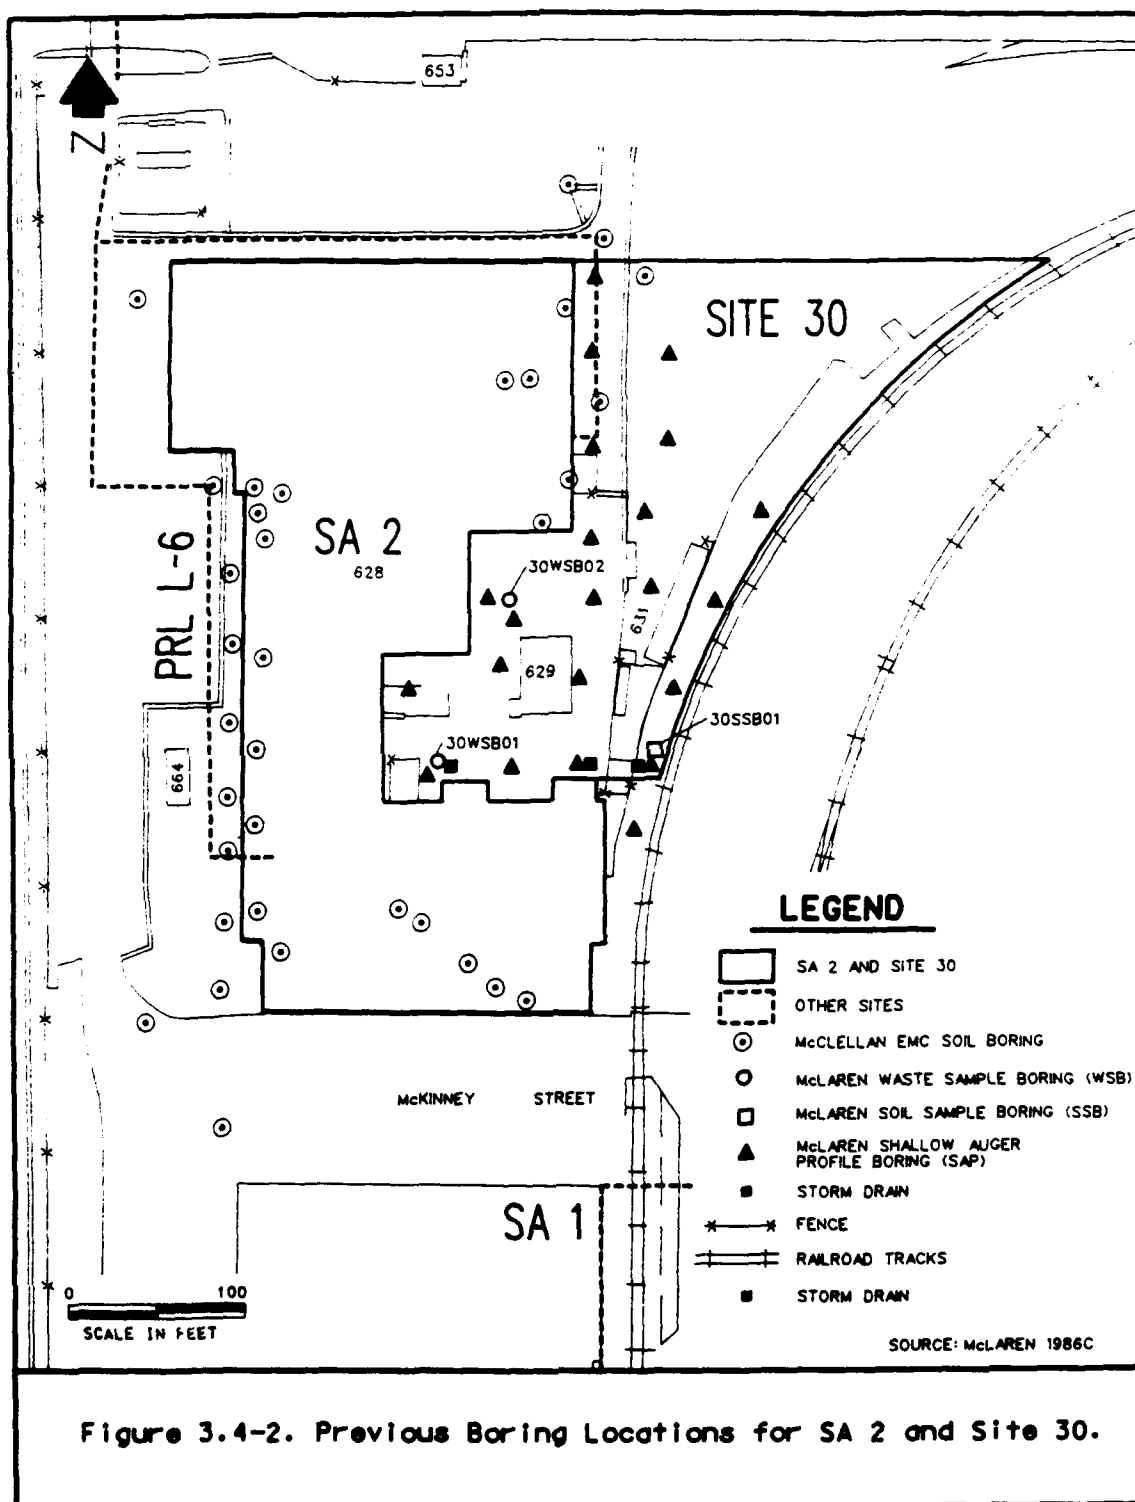 653
Z
SITE 30
SA 2
628
30WSB02
PRL L-6
631
629
30SSB01
30WSB01
664
LEGEND
SA 2 AND SITE 30
OTHER SITES
McCLELLAN EMC SOIL BORING
McLAREN WASTE SAMPLE BORING (WSB)
McLAREN SOIL SAMPLE BORING (SSB)
McLAREN SHALLOW AUGER
PROFILE BORING (SAP)
STORM DRAIN
FENCE
RAILROAD TRACKS
STORM DRAIN
McKINNEY STREET
SA 1
0 100
SCALE IN FEET
SOURCE: McLAREN 1986C
Figure 3.4-2. Previous Boring Locations for SA 2 and Site 30.